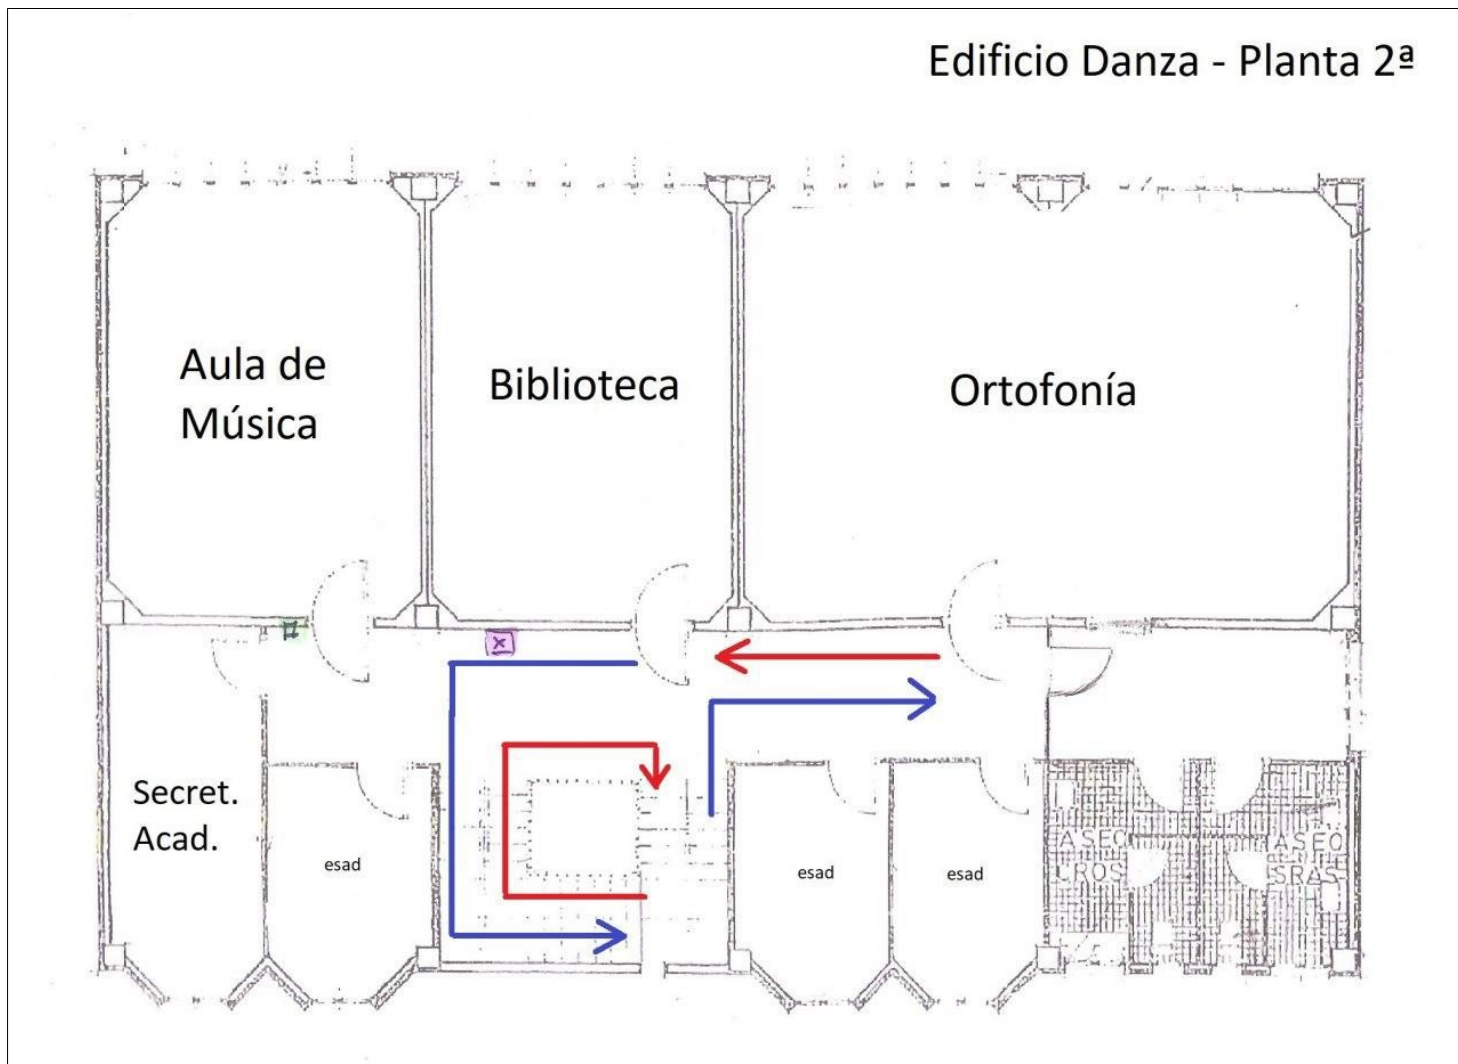 Edificio Danza - Planta 2ª
Aula de
Música
Biblioteca
Ortofonía
x
Secret.
Acad.
esad
esad
esad
ASEO
CROS
ASEO
SRAS